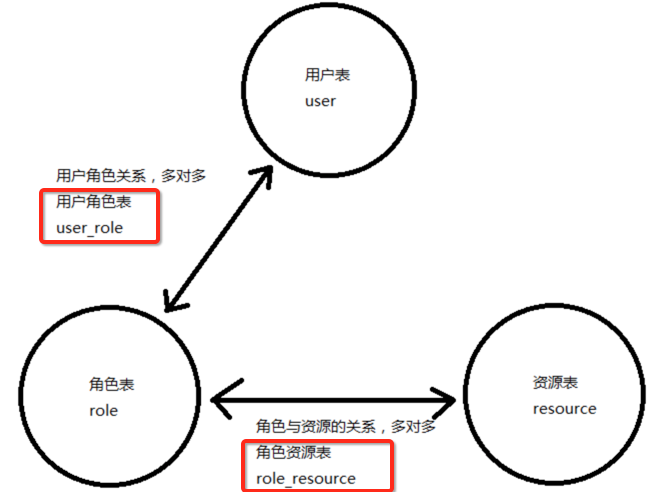 用户表
user
用户角色关系，多对多
用户角色表
user_role
角色表
role
资源表
resource
角色与资源的关系，多对多
角色资源表
role_resource